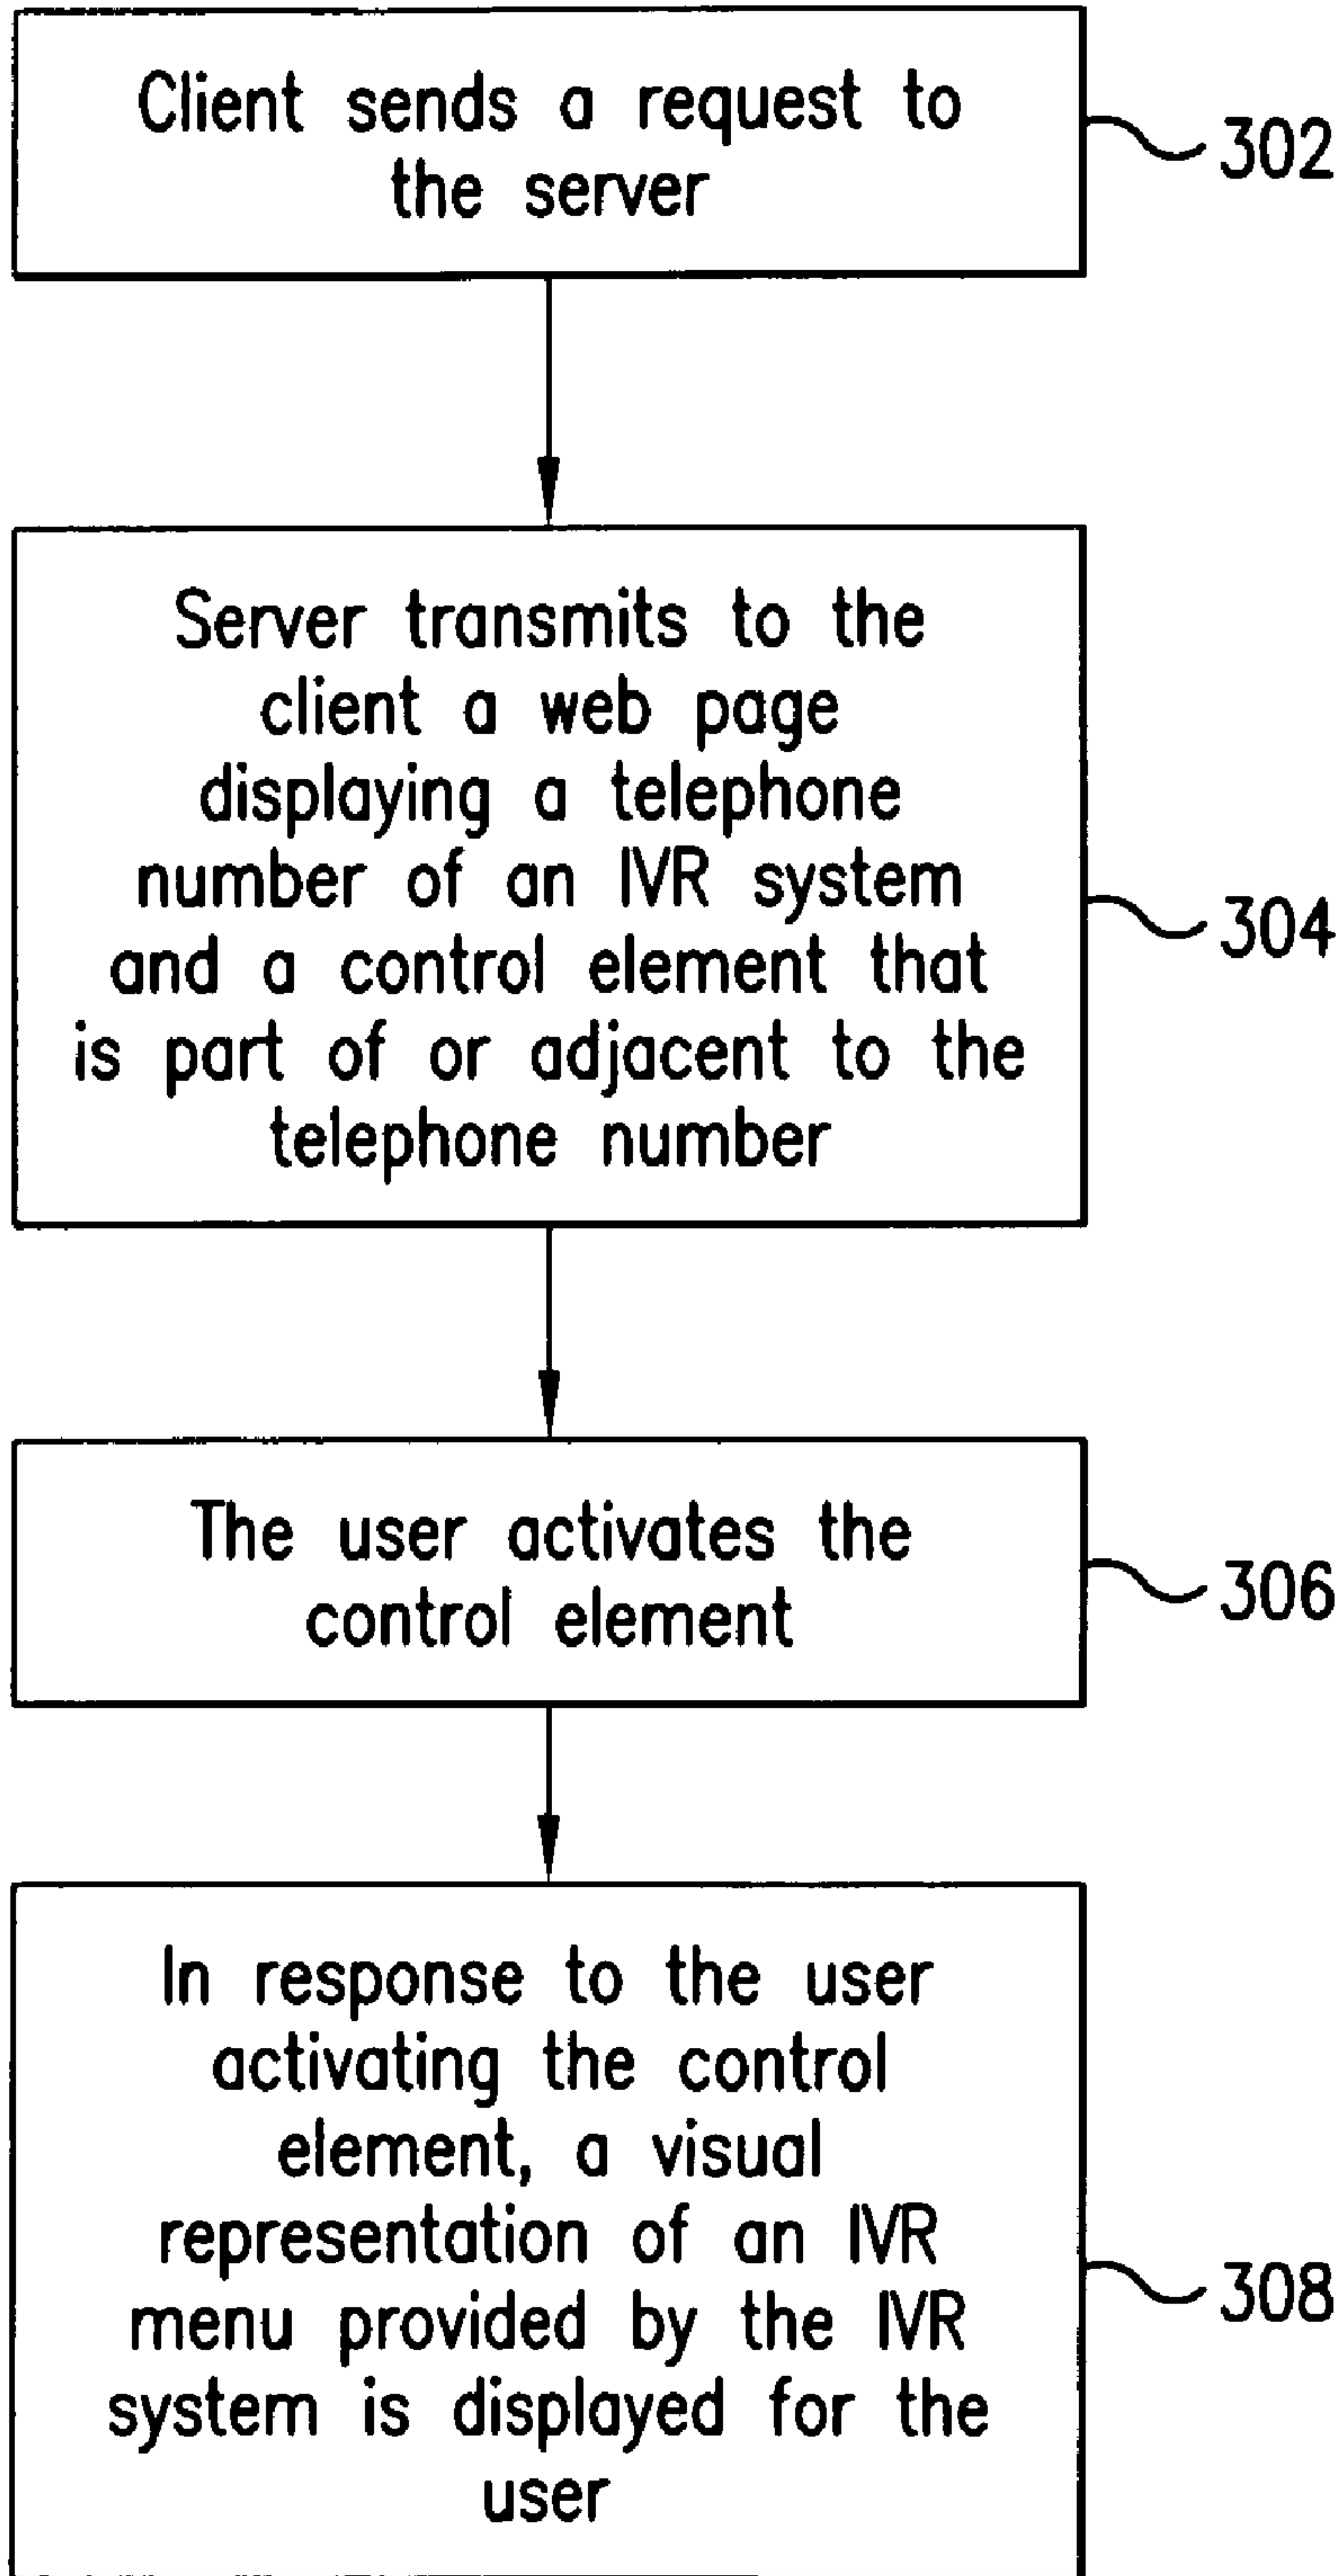 Client sends a request to
the server
302
Server transmits to the
client a web page
displaying a telephone
number of an IVR system
and a control element that
is part of or adjacent to the
telephone number
304
The user activates the
control element
306
In response to the user
activating the control
element, a visual
representation of an IVR
menu provided by the IVR
system is displayed for the
user
308